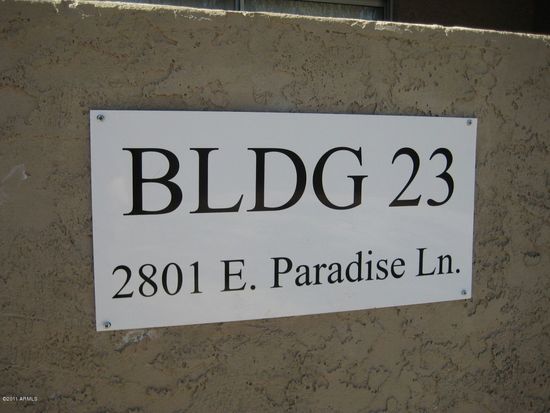 BLDG 23
2801 E. Paradise Ln.
©2011 ARMLS